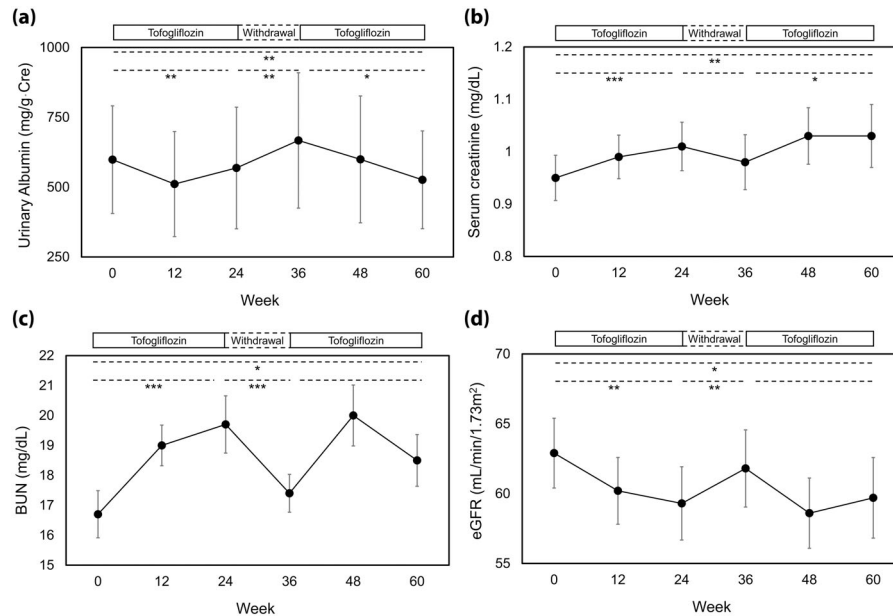 (a)
Tofogliflozin Withdrawal Tofogliflozin
1000
750
500
250
Urinary Albumin (mg/g·Cre)
**
** ** *
0 12 24 36 48 60
Week
(b)
Tofogliflozin Withdrawal Tofogliflozin
1.2
1.1
1
0.9
0.8
Serum creatinine (mg/dL)
**
*** *
0 12 24 36 48 60
Week
(c)
Tofogliflozin Withdrawal Tofogliflozin
22
21
20
19
18
17
16
15
BUN (mg/dL)
*
*** ***
0 12 24 36 48 60
Week
(d)
Tofogliflozin Withdrawal Tofogliflozin
70
65
60
55
eGFR (mL/min/1.73m²)
*
** **
0 12 24 36 48 60
Week